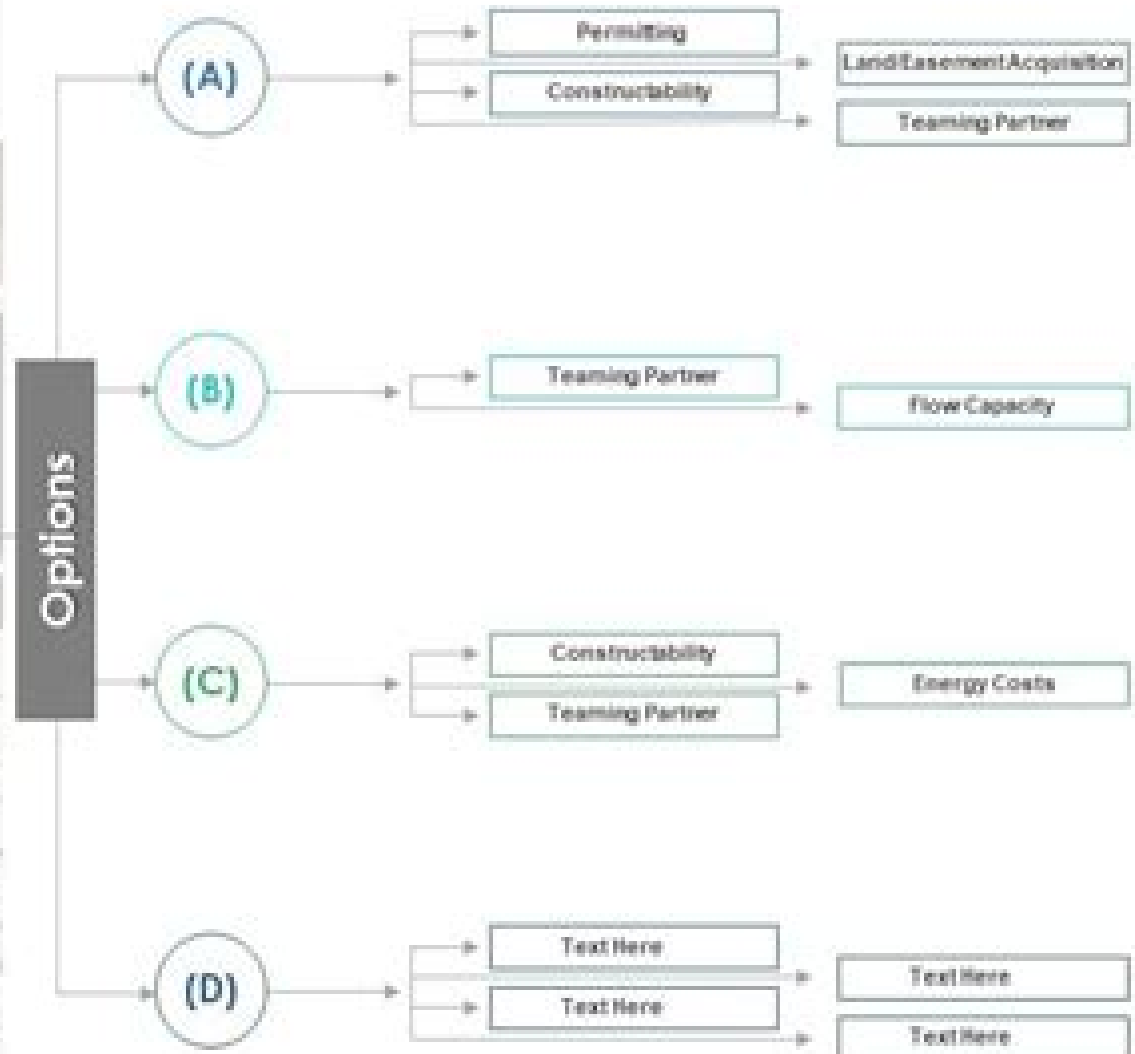 Options
(A)
Permitting
Land/Easement Acquisition
Constructability
Teaming Partner
(B)
Teaming Partner
Flow Capacity
(C)
Constructability
Energy Costs
Teaming Partner
(D)
Text Here
Text Here
Text Here
Text Here